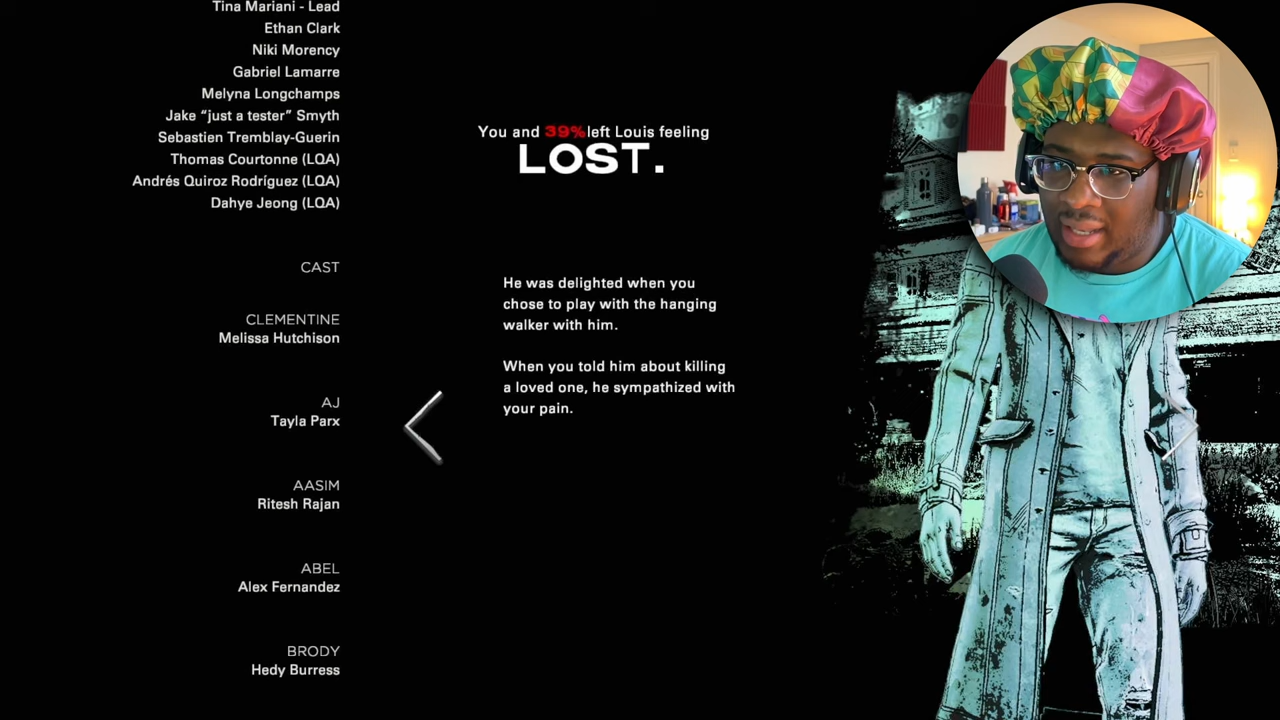 Tina Mariani - Lead
Ethan Clark
Niki Morency
Gabriel Lamarre
Melyna Longchamps
Jake “just a tester” Smyth
Sebastien Tremblay-Guerin
Thomas Courtonne (LQA)
Andrés Quiroz Rodríguez (LQA)
Dahye Jeong (LQA)
CAST
CLEMENTINE
Melissa Hutchison
AJ
Tayla Parx
AASIM
Ritesh Rajan
ABEL
Alex Fernandez
BRODY
Hedy Burress
You and 39%left Louis feeling
LOST.
He was delighted when you
chose to play with the hanging
walker with him.
When you told him about killing
a loved one, he sympathized with
your pain.